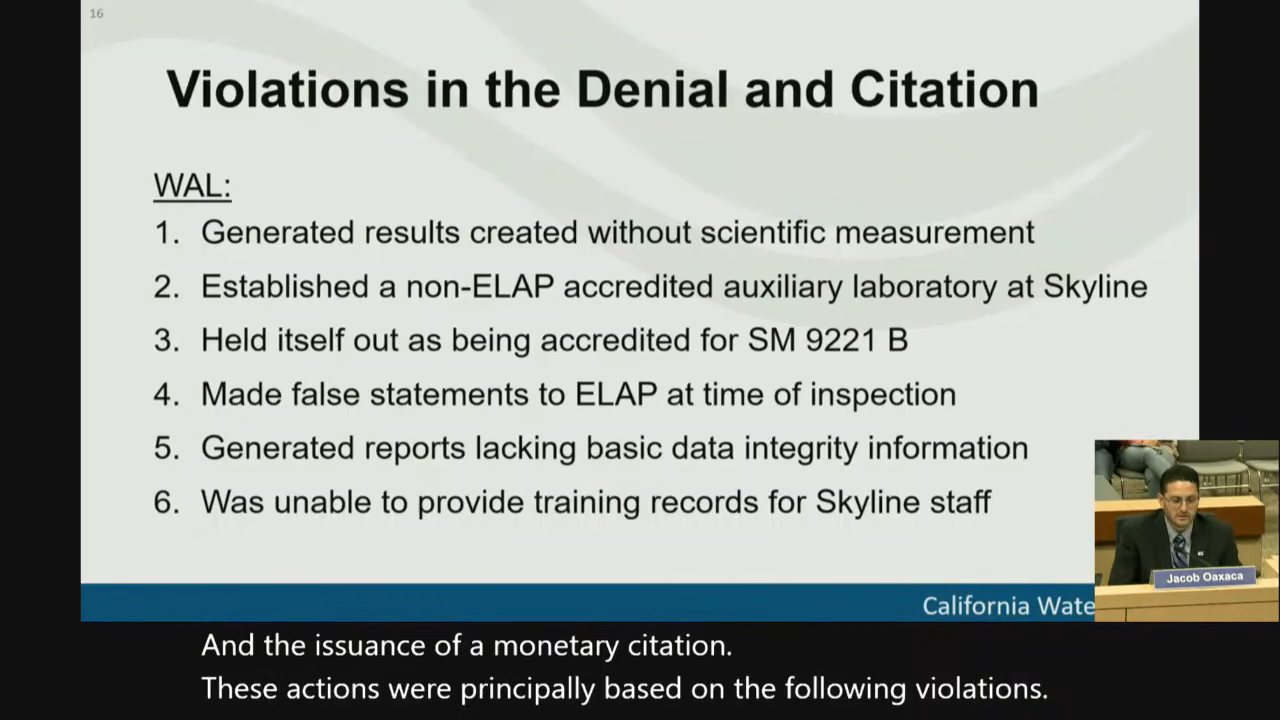 16
Violations in the Denial and Citation
WAL:
1. Generated results created without scientific measurement
2. Established a non-ELAP accredited auxiliary laboratory at Skyline
3. Held itself out as being accredited for SM 9221 B
4. Made false statements to ELAP at time of inspection
5. Generated reports lacking basic data integrity information
6. Was unable to provide training records for Skyline staff
Jacob Oaxaca
California Wate
And the issuance of a monetary citation.
These actions were principally based on the following violations.